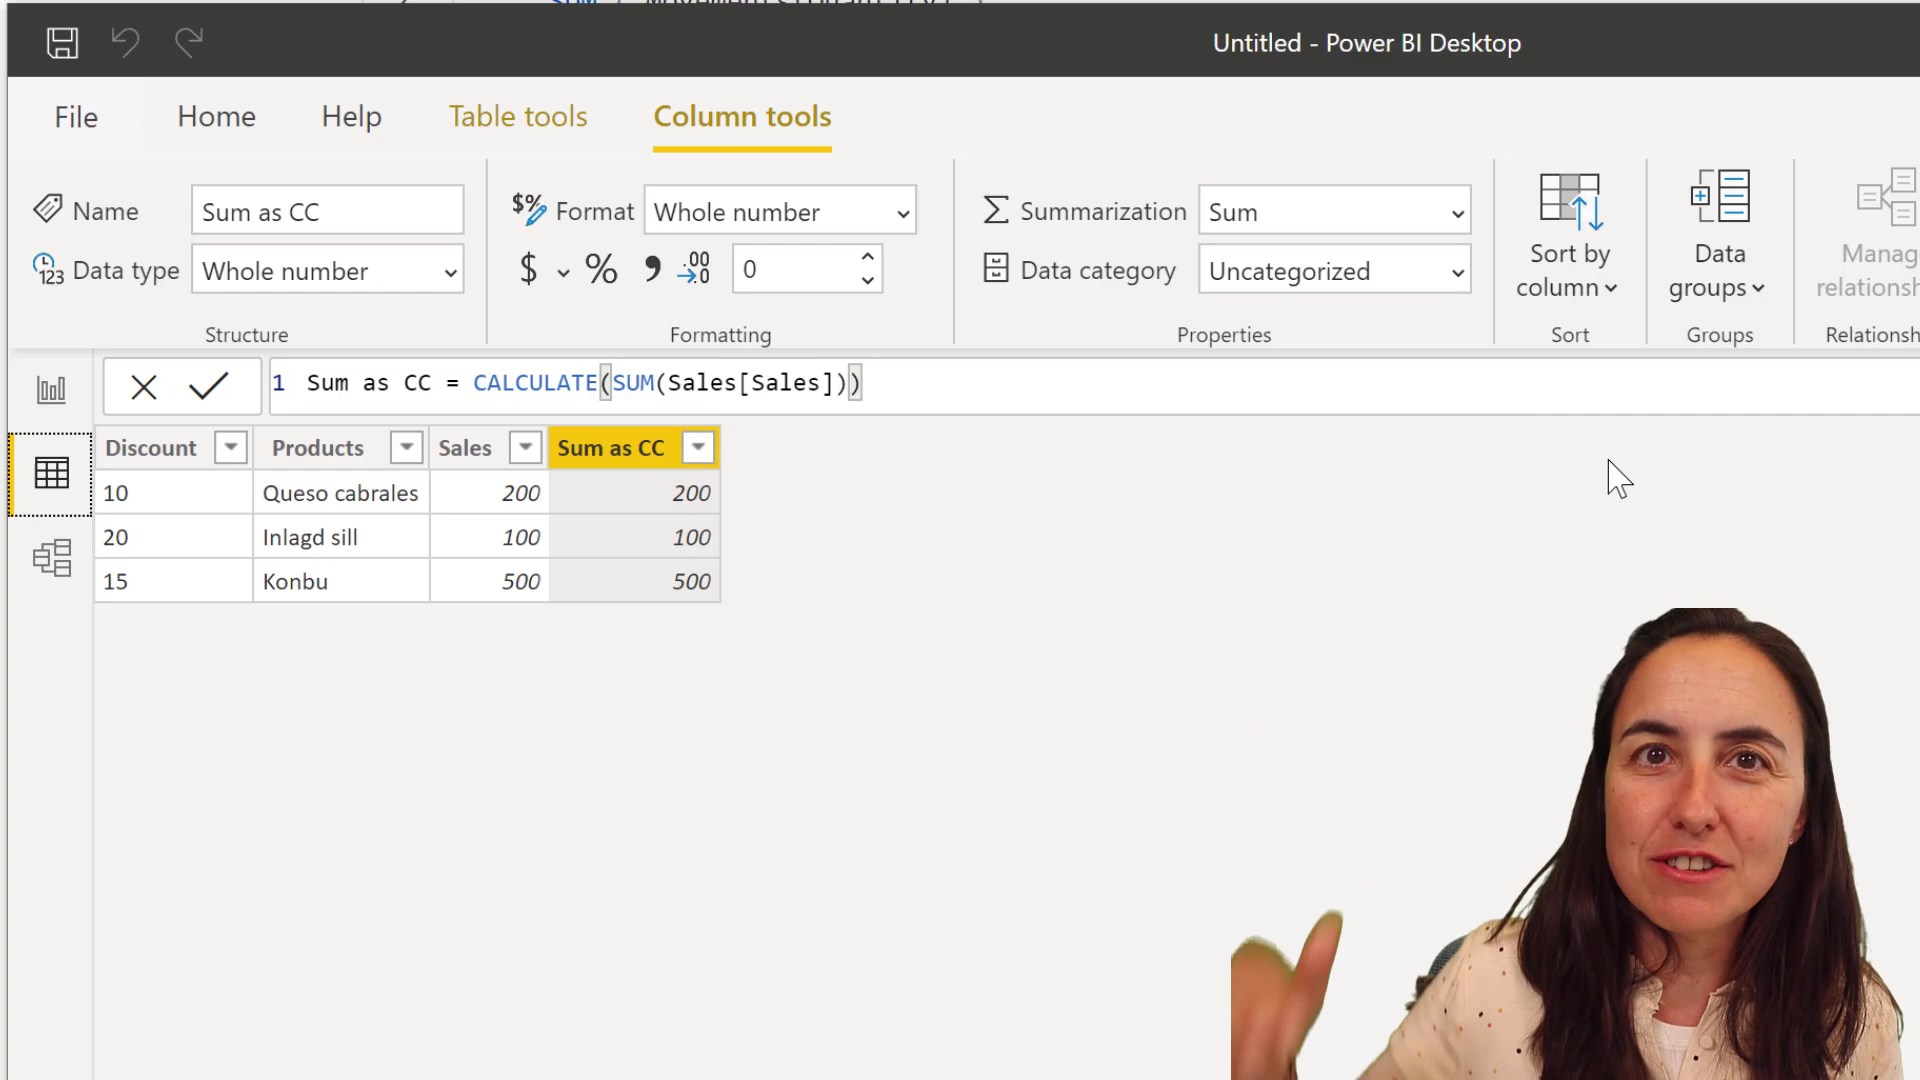 Untitled - Power BI Desktop
File Home Help Table tools Column tools
Name Sum as CC $% Format Whole number Summarization Sum
Data type Whole number $ % , .00 .0 0 Data category Uncategorized
Sort by column
Data groups
Structure Formatting Properties Sort Groups
1 Sum as CC = CALCULATE(SUM(Sales[Sales]))
Discount Products Sales Sum as CC
10 Queso cabrales 200 200
20 Inlagd sill 100 100
15 Konbu 500 500